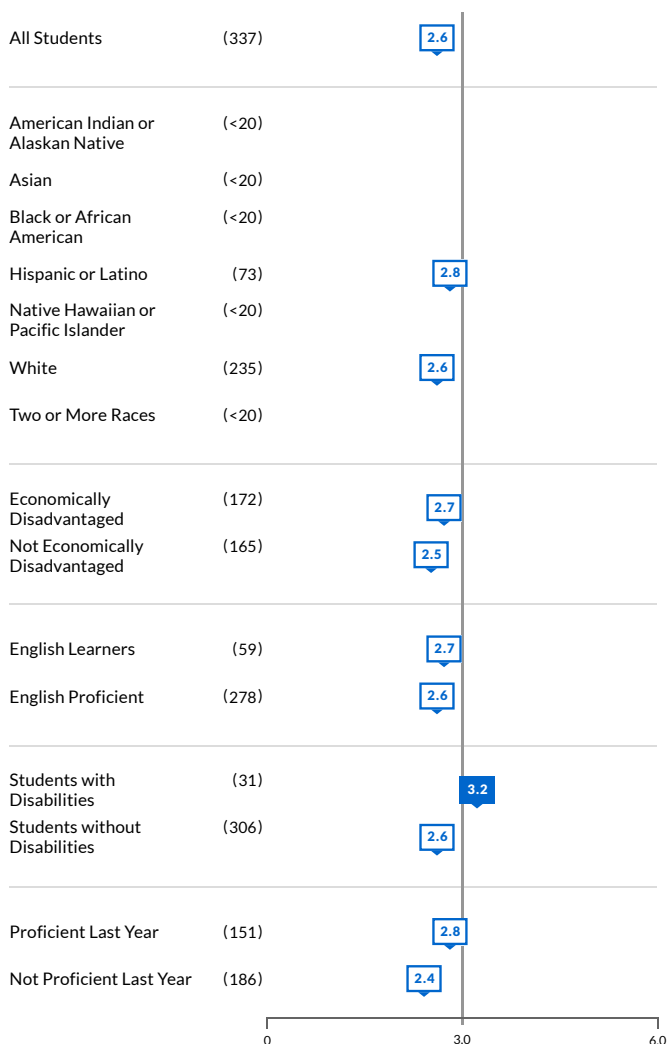 All Students (337) 2.6
American Indian or (<20)
Alaskan Native
Asian (<20)
Black or African (<20)
American
Hispanic or Latino (73) 2.8
Native Hawaiian or (<20)
Pacific Islander
White (235) 2.6
Two or More Races (<20)
Economically (172) 2.7
Disadvantaged
Not Economically (165) 2.5
Disadvantaged
English Learners (59) 2.7
English Proficient (278) 2.6
Students with (31) 3.2
Disabilities
Students without (306) 2.6
Disabilities
Proficient Last Year (151) 2.8
Not Proficient Last Year (186) 2.4
0 3.0 6.0